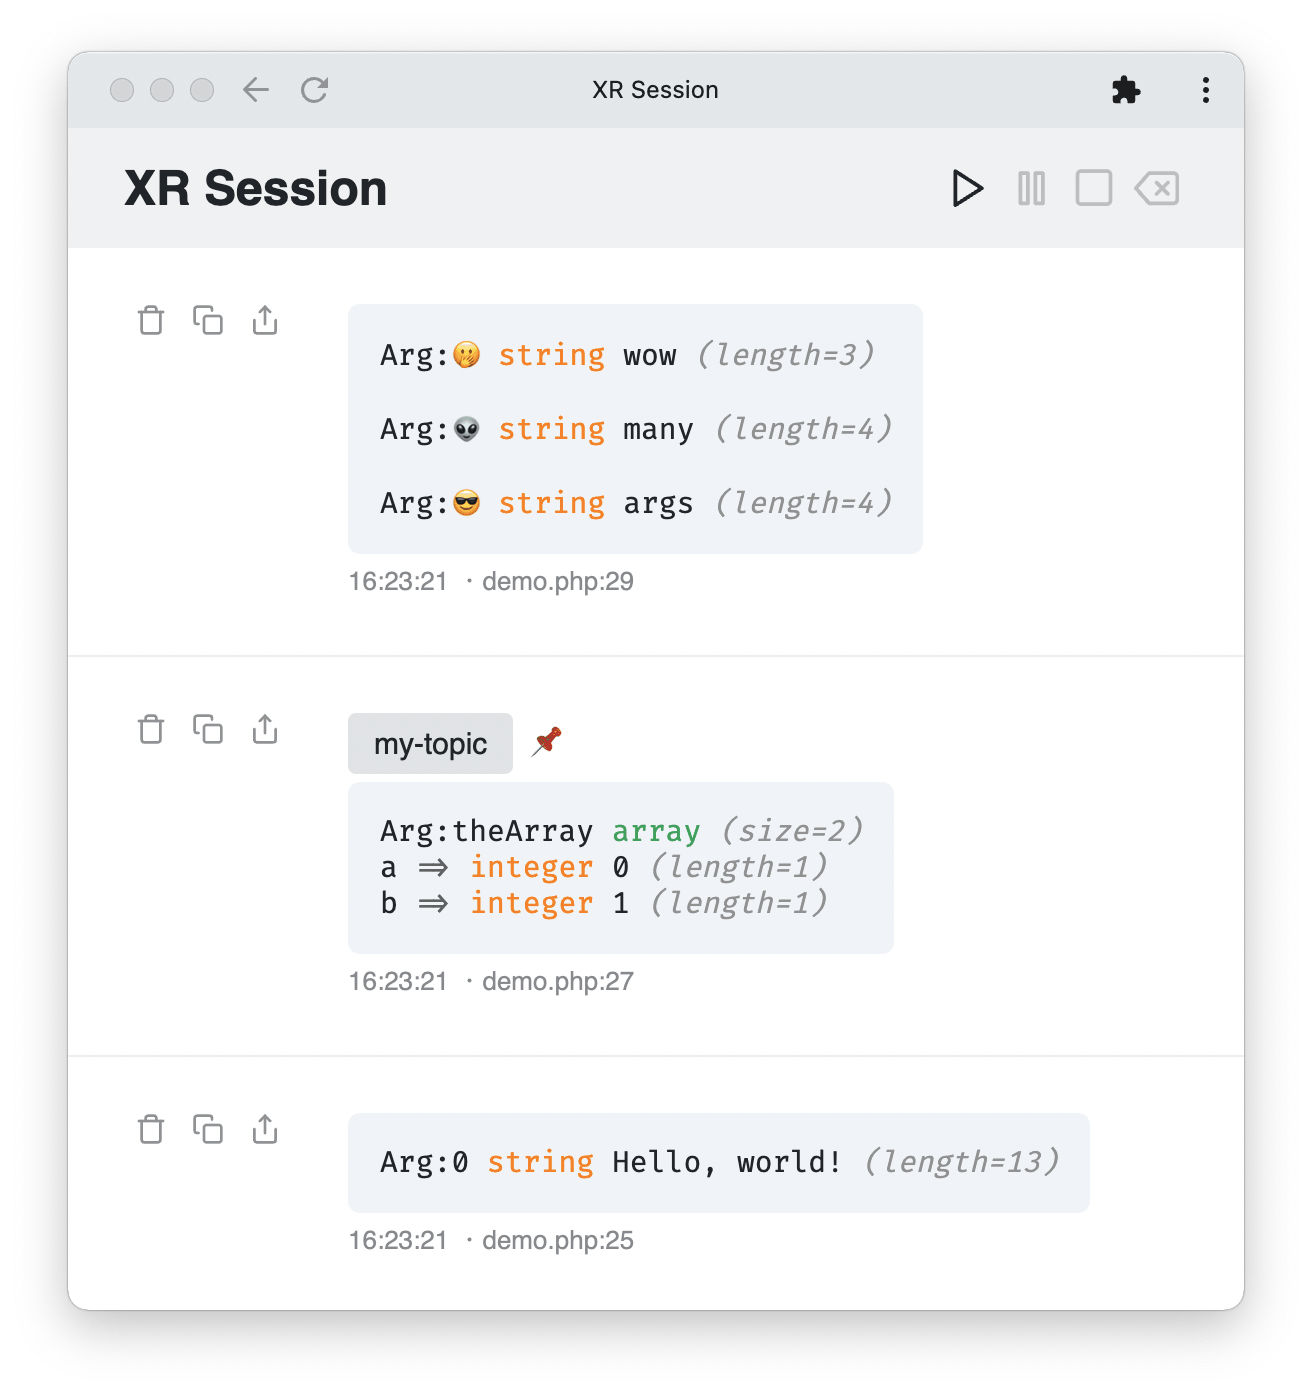 XR Session
XR Session
Arg:🫢 string wow (length=3)
Arg:👽 string many (length=4)
Arg:😎 string args (length=4)
16:23:21 · demo.php:29
my-topic 📌
Arg:theArray array (size=2)
a ⇒ integer 0 (length=1)
b ⇒ integer 1 (length=1)
16:23:21 · demo.php:27
Arg:0 string Hello, world! (length=13)
16:23:21 · demo.php:25